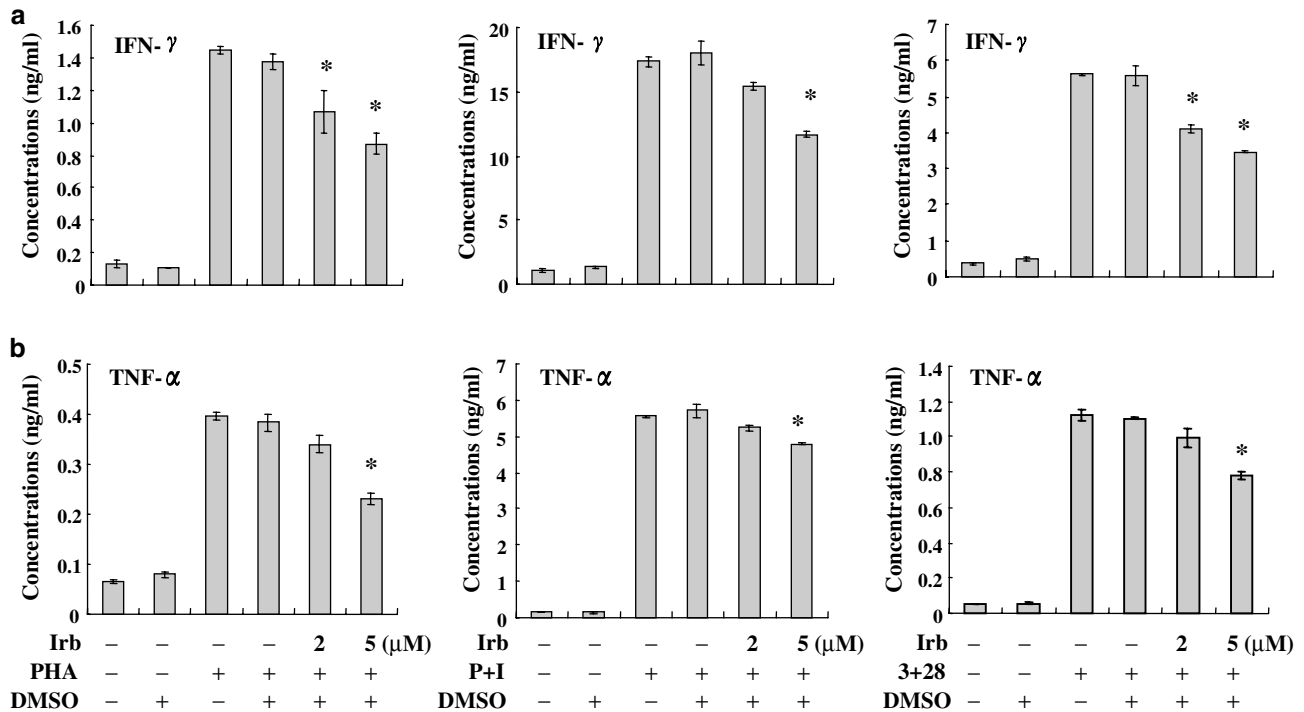 a
IFN-γ
Concentrations (ng/ml)
1.6
1.4
1.2
1.0
0.8
0.6
0.4
0.2
0
*
*
IFN-γ
Concentrations (ng/ml)
20
15
10
5
0
*
IFN-γ
Concentrations (ng/ml)
7
6
5
4
3
2
1
0
*
*
b
TNF-α
Concentrations (ng/ml)
0.5
0.4
0.3
0.2
0.1
0
*
TNF-α
Concentrations (ng/ml)
7
6
5
4
3
2
1
0
*
TNF-α
Concentrations (ng/ml)
1.4
1.2
1.0
0.8
0.6
0.4
0.2
0
*
Irb – – – – 2 5 (μM)
PHA – – + + + +
DMSO – + – + + +
– – – – 2 5 (μM)
P+I – – + + + +
DMSO – + – + + +
Irb – – – – 2 5 (μM)
3+28 – – + + + +
DMSO – + – + + +